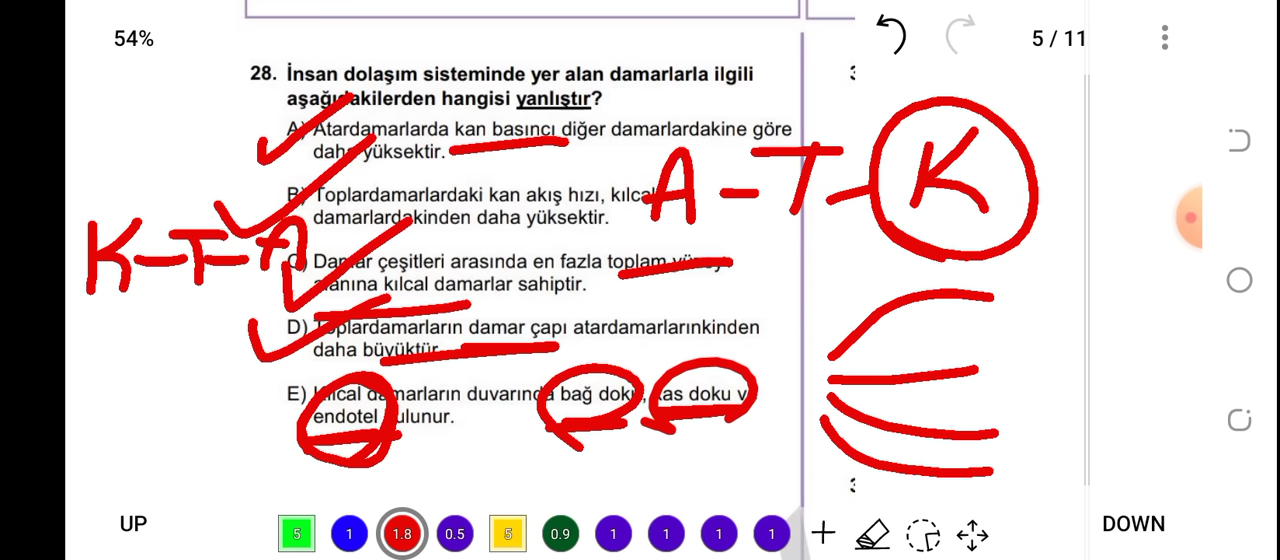 54%
5 / 11
28. İnsan dolaşım sisteminde yer alan damarlarla ilgili
aşağıdakilerden hangisi yanlıştır?
A) Atardamarlarda kan basıncı diğer damarlardakine göre
daha yüksektir.
A - T - K
B) Toplardamarlardaki kan akış hızı, kılcal
damarlardakinden daha yüksektir.
K - T - A
C) Damar çeşitleri arasında en fazla toplam yüzey
alanına kılcal damarlar sahiptir.
D) Toplardamarların damar çapı atardamarlarınkinden
daha büyüktür.
E) Kılcal damarların duvarında bağ doku, kas doku ve
endotel bulunur.
UP
5 1 1.8 0.5 5 0.9 1 1 1 1
DOWN